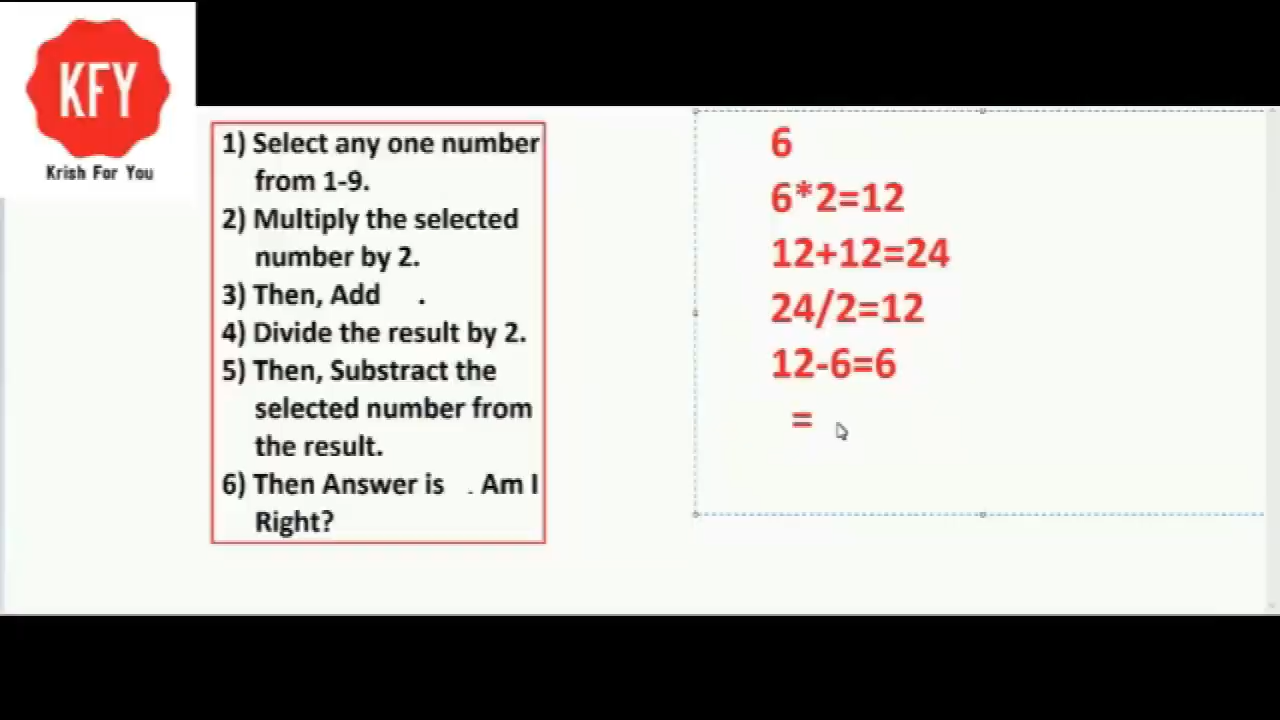 KFY
Krish For You
1) Select any one number
from 1-9.
2) Multiply the selected
number by 2.
3) Then, Add .
4) Divide the result by 2.
5) Then, Substract the
selected number from
the result.
6) Then Answer is . Am I
Right?
6
6*2=12
12+12=24
24/2=12
12-6=6
=